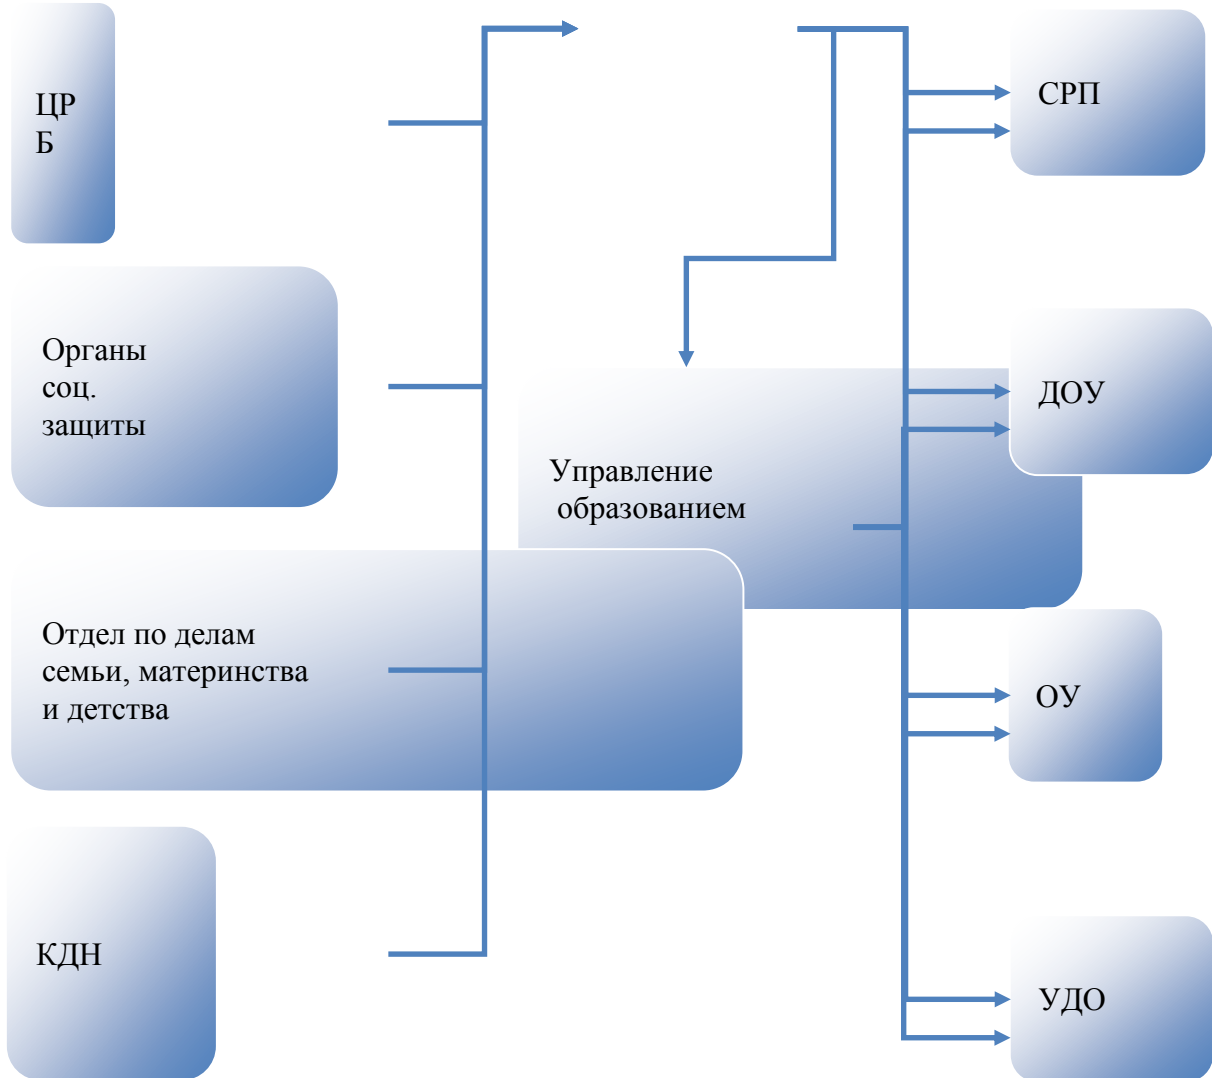 ЦР
Б
СРП
Органы
соц.
защиты
ДОУ
Управление
образованием
Отдел по делам
семьи, материнства
и детства
ОУ
КДН
УДО